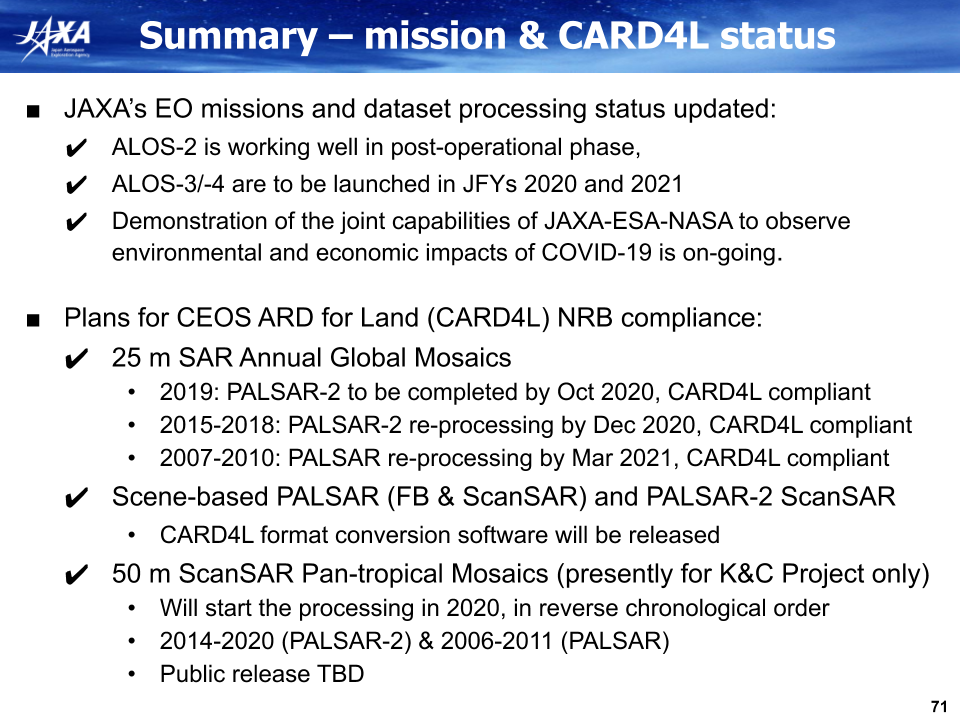 JAXA
Japan Aerospace
Exploration Agency
Summary – mission & CARD4L status
■ JAXA’s EO missions and dataset processing status updated:
✔ ALOS-2 is working well in post-operational phase,
✔ ALOS-3/-4 are to be launched in JFYs 2020 and 2021
✔ Demonstration of the joint capabilities of JAXA-ESA-NASA to observe
environmental and economic impacts of COVID-19 is on-going.
■ Plans for CEOS ARD for Land (CARD4L) NRB compliance:
✔ 25 m SAR Annual Global Mosaics
• 2019: PALSAR-2 to be completed by Oct 2020, CARD4L compliant
• 2015-2018: PALSAR-2 re-processing by Dec 2020, CARD4L compliant
• 2007-2010: PALSAR re-processing by Mar 2021, CARD4L compliant
✔ Scene-based PALSAR (FB & ScanSAR) and PALSAR-2 ScanSAR
• CARD4L format conversion software will be released
✔ 50 m ScanSAR Pan-tropical Mosaics (presently for K&C Project only)
• Will start the processing in 2020, in reverse chronological order
• 2014-2020 (PALSAR-2) & 2006-2011 (PALSAR)
• Public release TBD
71